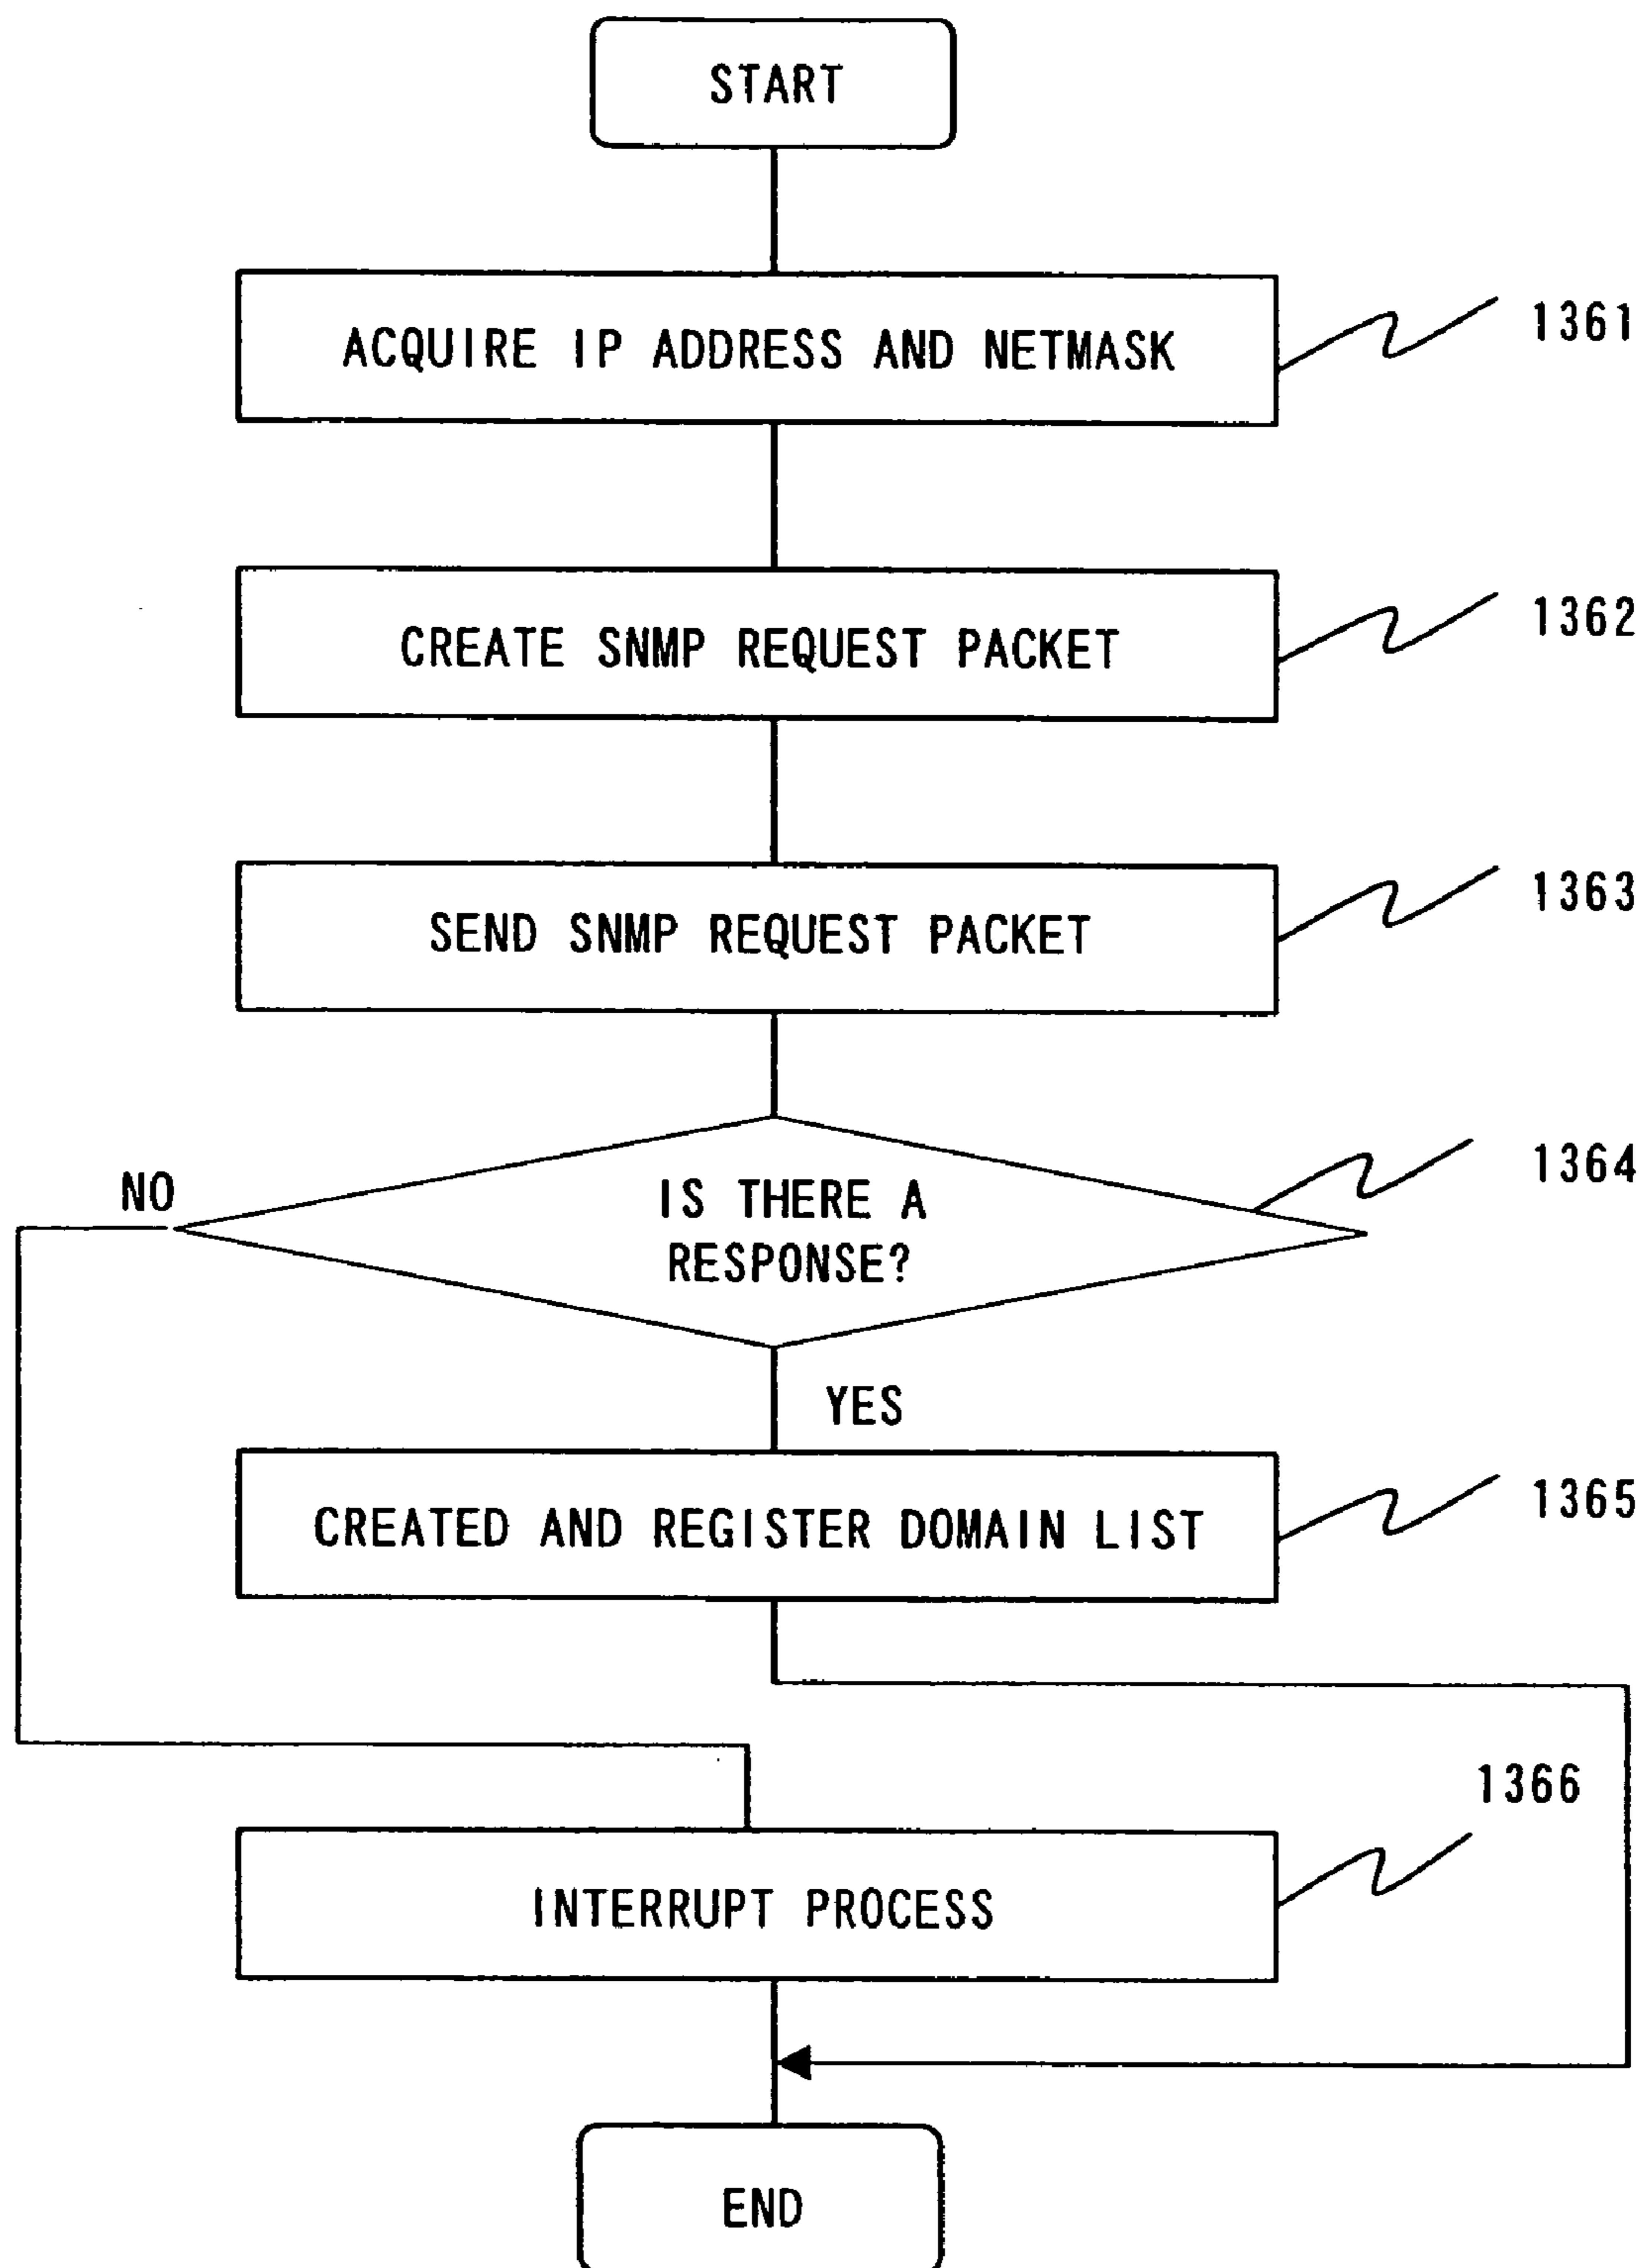 START
ACQUIRE IP ADDRESS AND NETMASK
1361
CREATE SNMP REQUEST PACKET
1362
SEND SNMP REQUEST PACKET
1363
IS THERE A
RESPONSE?
1364
NO
YES
CREATED AND REGISTER DOMAIN LIST
1365
INTERRUPT PROCESS
1366
END